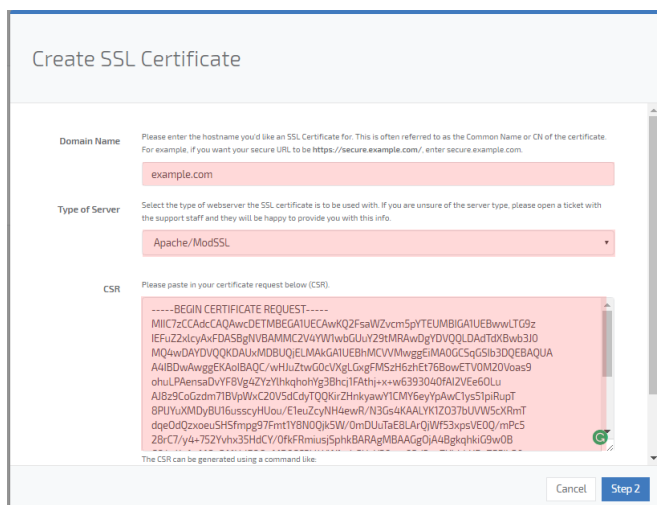 Create SSL Certificate
Domain Name
Please enter the hostname you'd like an SSL Certificate for. This is often referred to as the Common Name or CN of the certificate.
For example, if you want your secure URL to be https://secure.example.com/, enter secure.example.com.
example.com
Type of Server
Select the type of webserver the SSL certificate is to be used with. If you are unsure of the server type, please open a ticket with
the support staff and they will be happy to provide you with this info.
Apache/ModSSL
CSR
Please paste in your certificate request below (CSR).
-----BEGIN CERTIFICATE REQUEST-----
MIIC7zCCAdcCAQAwcDETMBEGA1UECAwKQ2FsaWZvcm5pYTEUMBIGA1UEBwwLTG9z
IEFuZ2VsZXMxFDASBgNVBAMMC2V4YW1wbGUuY29tMRAwDgYDVQQLDAdTdXBwb3J0
MQ4wDAYDVQQKDAUxMDBUQjELMAkGA1UEBhMCVVMwggEiMA0GCSqGSIb3DQEBAQUA
A4IBDwAwggEKAoIBAQC/wHJuZtwG0cVXgLGxgFMSzH6zhEt76BowETV0M20Voas9
ohuLPAensaDvYF8Vg4ZYzYlhkqhohYg3Bhcj1FAthj+x+w6393040fAI2VEe60Lu
AJ8z9CoGzdm71BVpWxC20V5dCdyTQQKirZHnkyawY1CMY6eyYpAwC1ys51piRupT
8PUYuXMDyBU16usscyHUou/E1euZcyNH4ewR/N3Gs4KAALYK1ZO37bUVW5cXRmT
dqeOdQzxoeuSHSfmpg97Fmt1Y8N0Qjk5W/0mDUuTaE8LArQjWf53xpsVE0Q/mPc5
28rC7/y4+752Yvhx35HdCY/0fkFRmiusjSphkBARAgMBAAGgOjA4BgkqhkiG9w0B
The CSR can be generated using a command like:
Cancel
Step 2